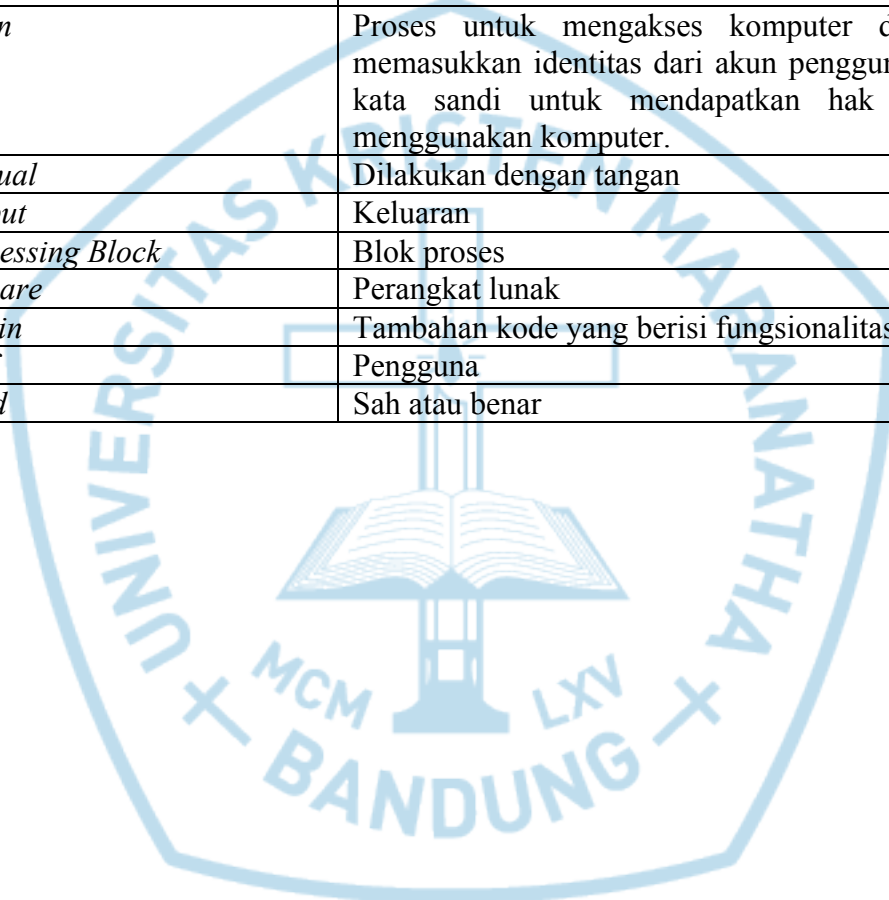 n Proses untuk mengakses komputer d
memasukkan identitas dari akun penggun
kata sandi untuk mendapatkan hak
menggunakan komputer.
ual Dilakukan dengan tangan
out Keluaran
essing Block Blok proses
are Perangkat lunak
in Tambahan kode yang berisi fungsionalitas
Pengguna
d Sah atau benar
UNIVERSITAS KRISTEN MARANATHA
MCM LXV
BANDUNG